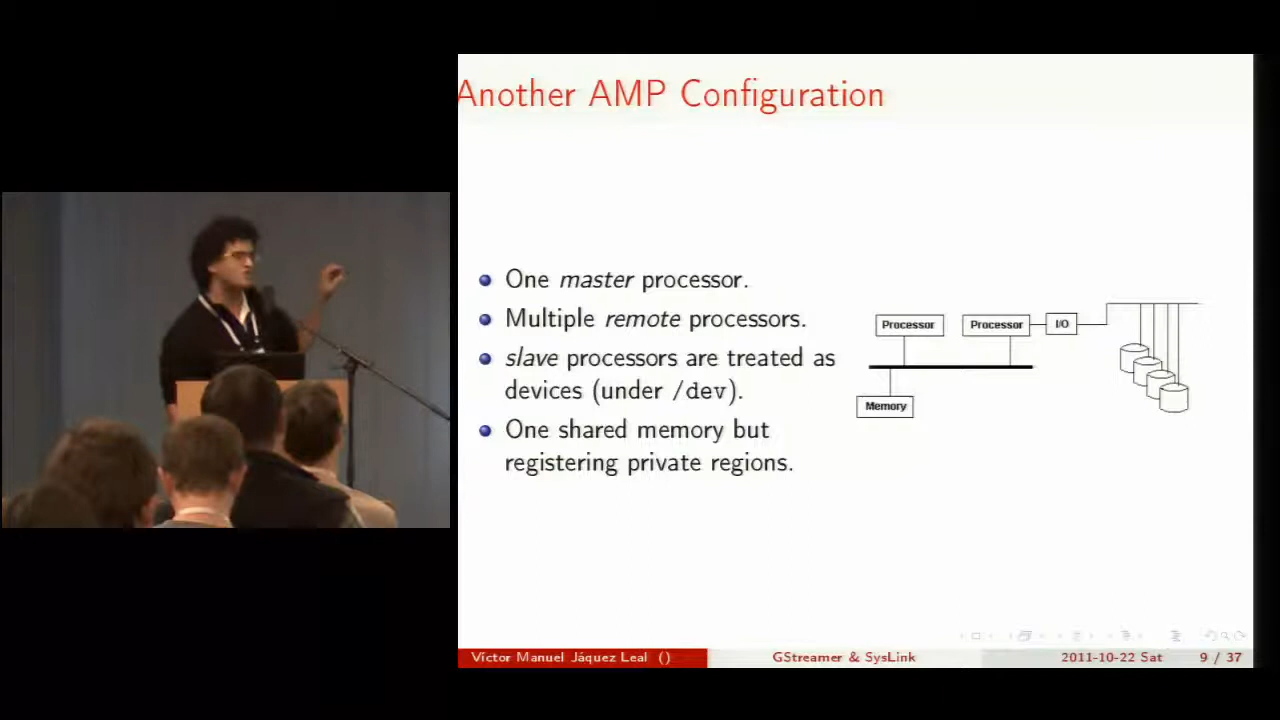 Another AMP Configuration
One master processor.
Multiple remote processors.
slave processors are treated as
devices (under /dev).
One shared memory but
registering private regions.
Processor
Processor
I/O
Memory
Víctor Manuel Jáquez Leal ()
GStreamer & SysLink
2011-10-22 Sat
9 / 37